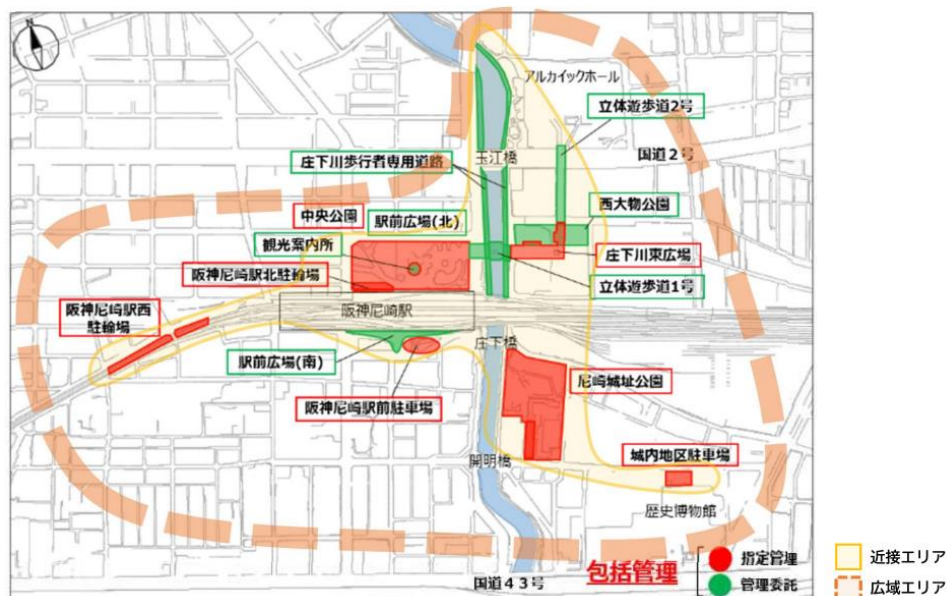 N
アルカイックホール
立体遊歩道2号
国道2号
庄下川歩行者専用道路
玉江橋
中央公園
駅前広場(北)
西大物公園
観光案内所
庄下川東広場
阪神尼崎駅北駐輪場
立体遊歩道1号
阪神尼崎駅西
駐輪場
阪神尼崎駅
庄下橋
駅前広場(南)
尼崎城址公園
阪神尼崎駅前駐車場
開明橋
城内地区駐車場
歴史博物館
国道43号
包括管理
指定管理
管理委託
近接エリア
広域エリア